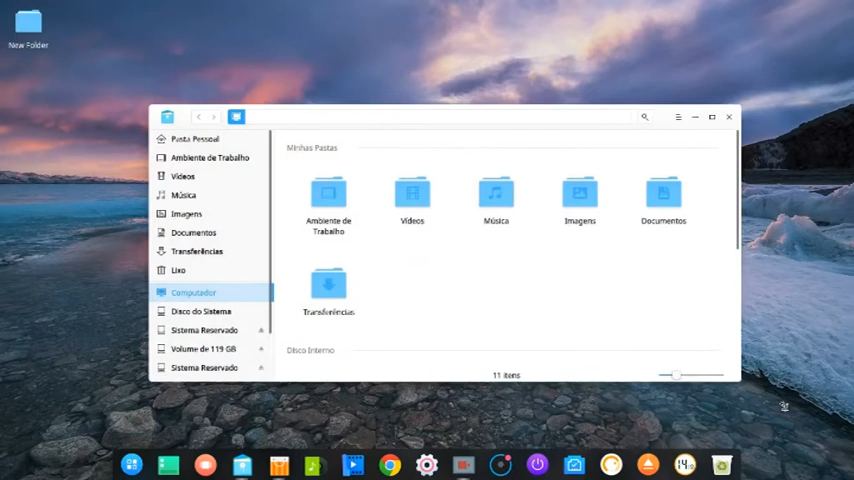 New Folder
Pasta Pessoal
Ambiente de Trabalho
Vídeos
Música
Imagens
Documentos
Transferências
Lixo
Computador
Disco do Sistema
Sistema Reservado
Volume de 119 GB
Sistema Reservado
Minhas Pastas
Ambiente de
Trabalho
Vídeos
Música
Imagens
Documentos
Transferências
Disco Interno
11 itens
14